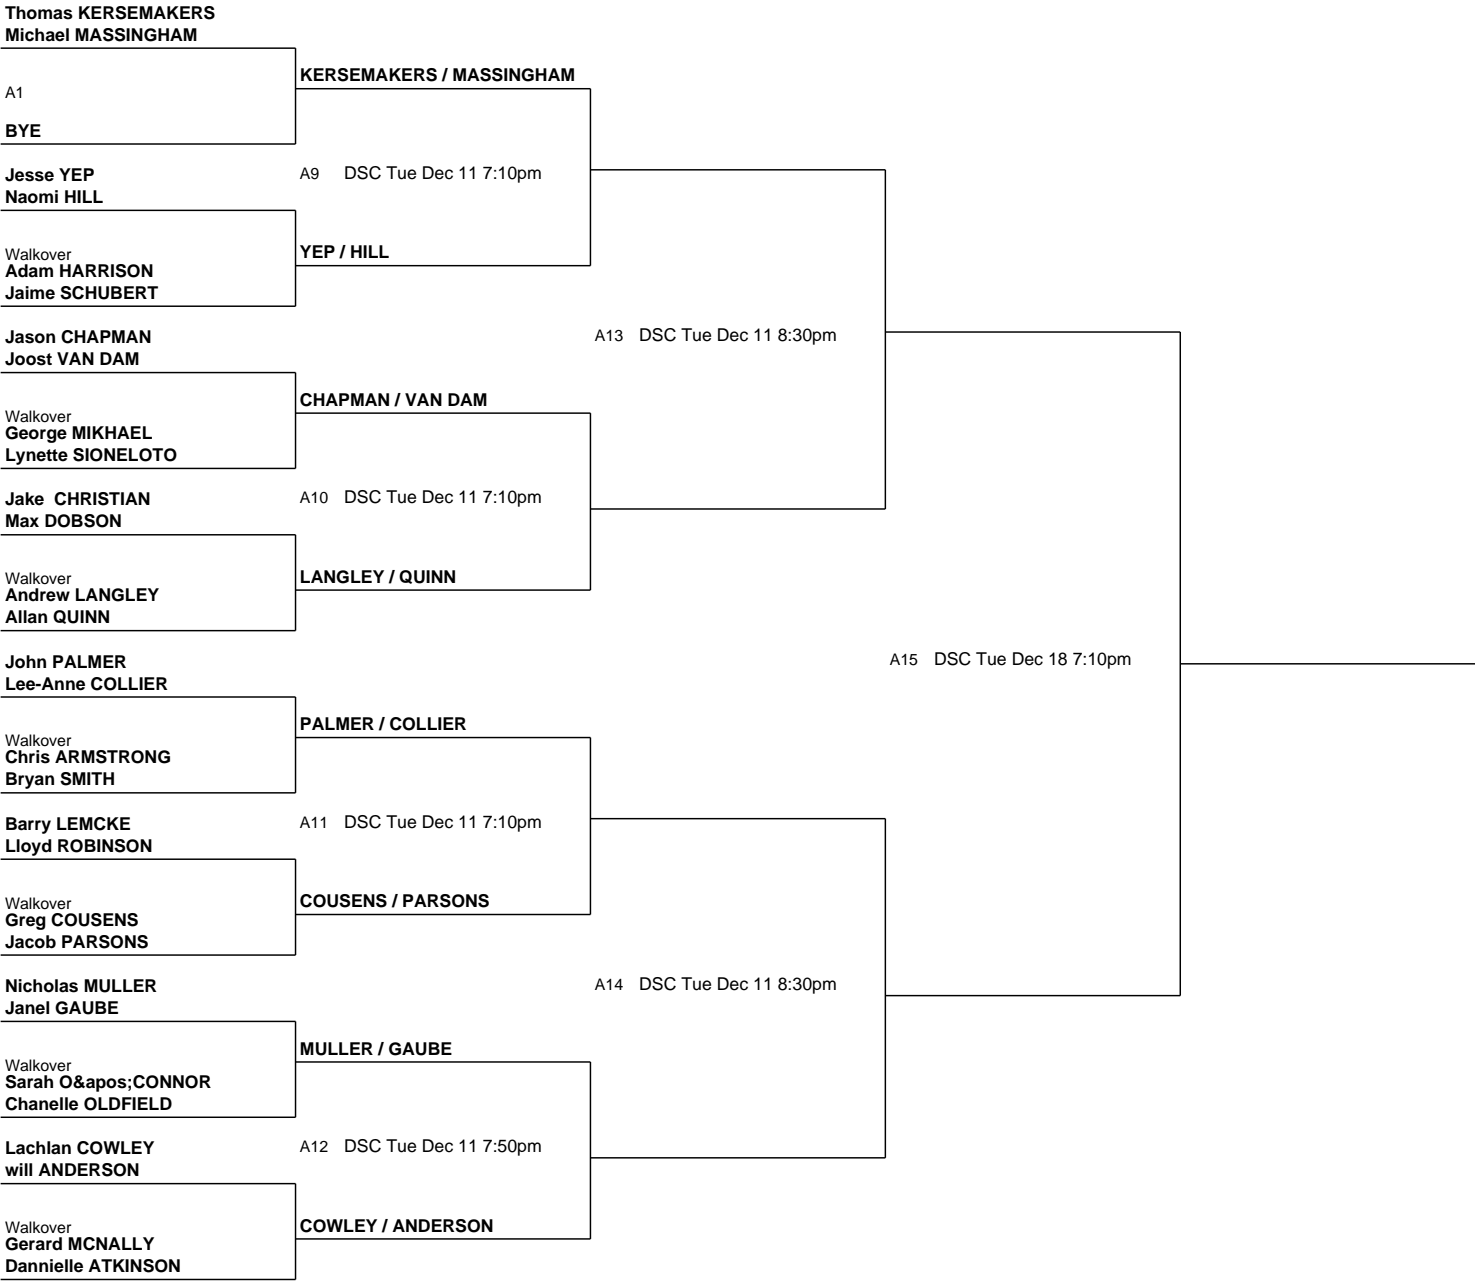 Thomas KERSEMAKERS
Michael MASSINGHAM
KERSEMAKERS / MASSINGHAM
A1
BYE
Jesse YEP
Naomi HILL
A9 DSC Tue Dec 11 7:10pm
YEP / HILL
Walkover
Adam HARRISON
Jaime SCHUBERT
Jason CHAPMAN
Joost VAN DAM
A13 DSC Tue Dec 11 8:30pm
CHAPMAN / VAN DAM
Walkover
George MIKHAEL
Lynette SIONELOTO
Jake  CHRISTIAN
Max DOBSON
A10 DSC Tue Dec 11 7:10pm
LANGLEY / QUINN
Walkover
Andrew LANGLEY
Allan QUINN
John PALMER
Lee-Anne COLLIER
A15 DSC Tue Dec 18 7:10pm
PALMER / COLLIER
Walkover
Chris ARMSTRONG
Bryan SMITH
Barry LEMCKE
Lloyd ROBINSON
A11 DSC Tue Dec 11 7:10pm
COUSENS / PARSONS
Walkover
Greg COUSENS
Jacob PARSONS
Nicholas MULLER
Janel GAUBE
A14 DSC Tue Dec 11 8:30pm
MULLER / GAUBE
Walkover
Sarah O&apos;CONNOR
Chanelle OLDFIELD
Lachlan COWLEY
will ANDERSON
A12 DSC Tue Dec 11 7:50pm
COWLEY / ANDERSON
Walkover
Gerard MCNALLY
Dannielle ATKINSON